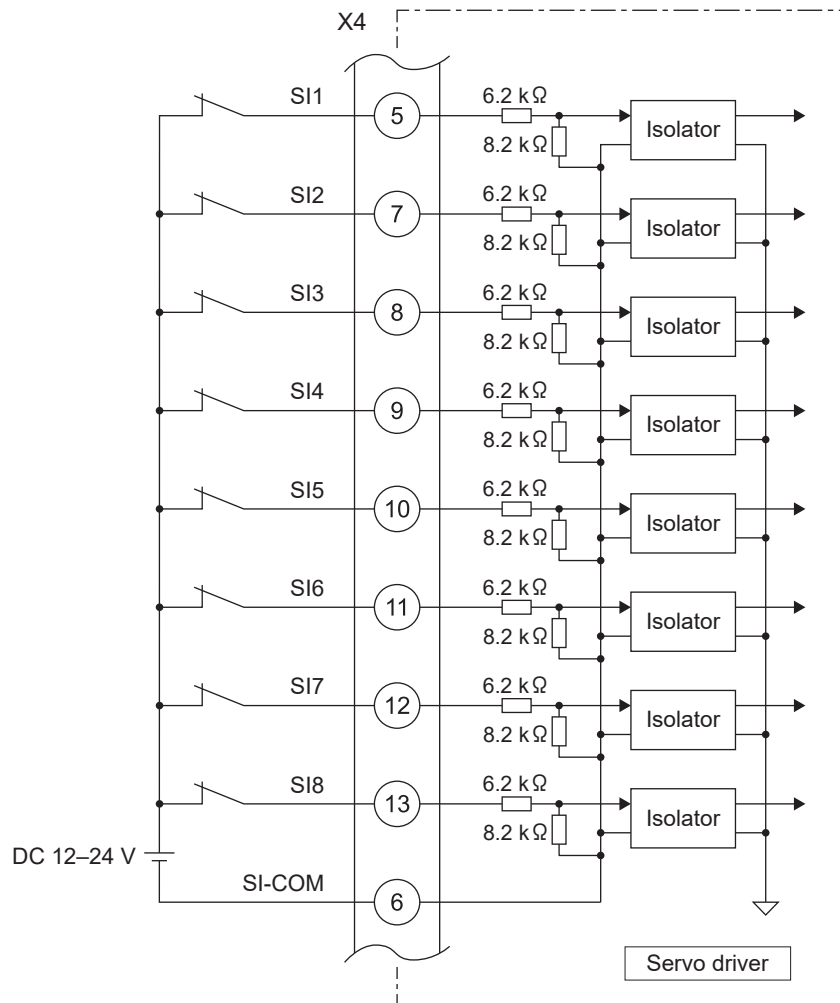 X4
SI1 5 6.2 kΩ 8.2 kΩ Isolator
SI2 7 6.2 kΩ 8.2 kΩ Isolator
SI3 8 6.2 kΩ 8.2 kΩ Isolator
SI4 9 6.2 kΩ 8.2 kΩ Isolator
SI5 10 6.2 kΩ 8.2 kΩ Isolator
SI6 11 6.2 kΩ 8.2 kΩ Isolator
SI7 12 6.2 kΩ 8.2 kΩ Isolator
SI8 13 6.2 kΩ 8.2 kΩ Isolator
DC 12–24 V
SI-COM 6
Servo driver